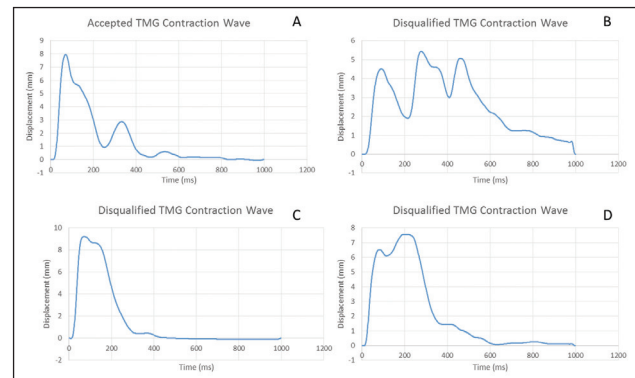 Accepted TMG Contraction Wave
A
Displacement (mm)
9
8
7
6
5
4
3
2
1
0
-1
0 200 400 600 800 1000 1200
Time (ms)
Disqualified TMG Contraction Wave
B
Displacement (mm)
6
5
4
3
2
1
0
-1
0 200 400 600 800 1000 1200
Time (ms)
Disqualified TMG Contraction Wave
C
Displacement (mm)
10
8
6
4
2
0
-2
0 200 400 600 800 1000 1200
Time (ms)
Disqualified TMG Contraction Wave
D
Displacement (mm)
8
7
6
5
4
3
2
1
0
-1
0 200 400 600 800 1000 1200
Time (ms)